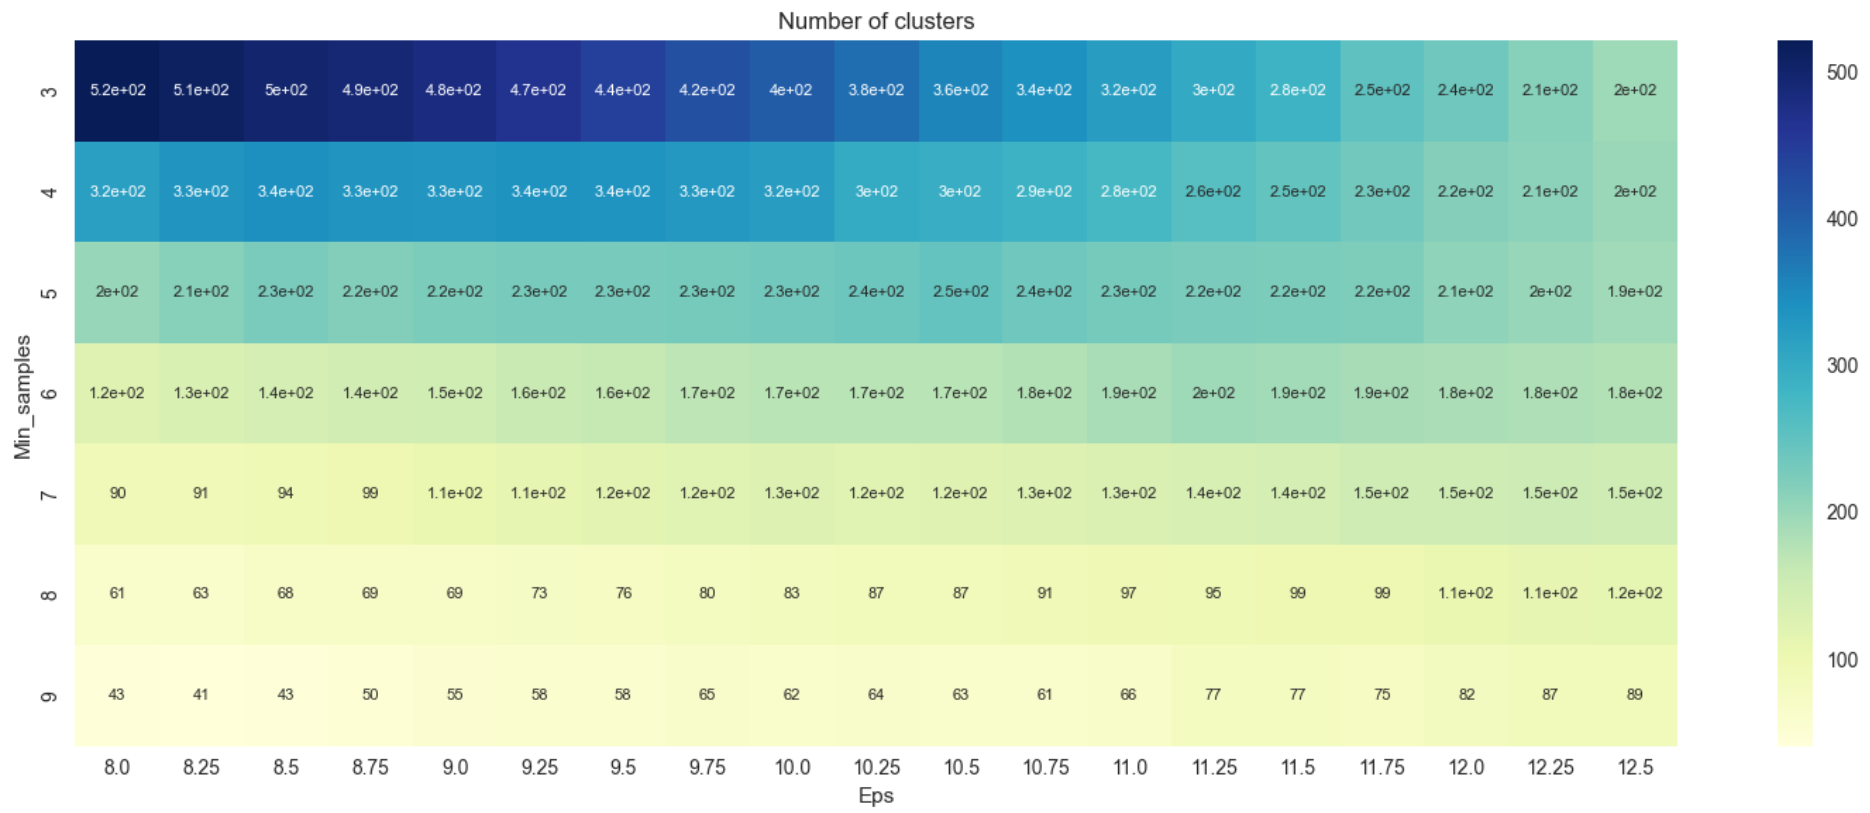 Number of clusters
3 5.2e+02 5.1e+02 5e+02 4.9e+02 4.8e+02 4.7e+02 4.4e+02 4.2e+02 4e+02 3.8e+02 3.6e+02 3.4e+02 3.2e+02 3e+02 2.8e+02 2.5e+02 2.4e+02 2.1e+02 2e+02
4 3.2e+02 3.3e+02 3.4e+02 3.3e+02 3.3e+02 3.4e+02 3.4e+02 3.3e+02 3.2e+02 3e+02 3e+02 2.9e+02 2.8e+02 2.6e+02 2.5e+02 2.3e+02 2.2e+02 2.1e+02 2e+02
5 2e+02 2.1e+02 2.3e+02 2.2e+02 2.2e+02 2.3e+02 2.3e+02 2.3e+02 2.3e+02 2.4e+02 2.5e+02 2.4e+02 2.3e+02 2.2e+02 2.2e+02 2.2e+02 2.1e+02 2e+02 1.9e+02
6 1.2e+02 1.3e+02 1.4e+02 1.4e+02 1.5e+02 1.6e+02 1.6e+02 1.7e+02 1.7e+02 1.7e+02 1.7e+02 1.8e+02 1.9e+02 2e+02 1.9e+02 1.9e+02 1.8e+02 1.8e+02 1.8e+02
7 90 91 94 99 1.1e+02 1.1e+02 1.2e+02 1.2e+02 1.3e+02 1.2e+02 1.2e+02 1.3e+02 1.3e+02 1.4e+02 1.4e+02 1.5e+02 1.5e+02 1.5e+02 1.5e+02
8 61 63 68 69 69 73 76 80 83 87 87 91 97 95 99 99 1.1e+02 1.1e+02 1.2e+02
9 43 41 43 50 55 58 58 65 62 64 63 61 66 77 77 75 82 87 89
8.0 8.25 8.5 8.75 9.0 9.25 9.5 9.75 10.0 10.25 10.5 10.75 11.0 11.25 11.5 11.75 12.0 12.25 12.5
Eps
Min_samples
500
400
300
200
100